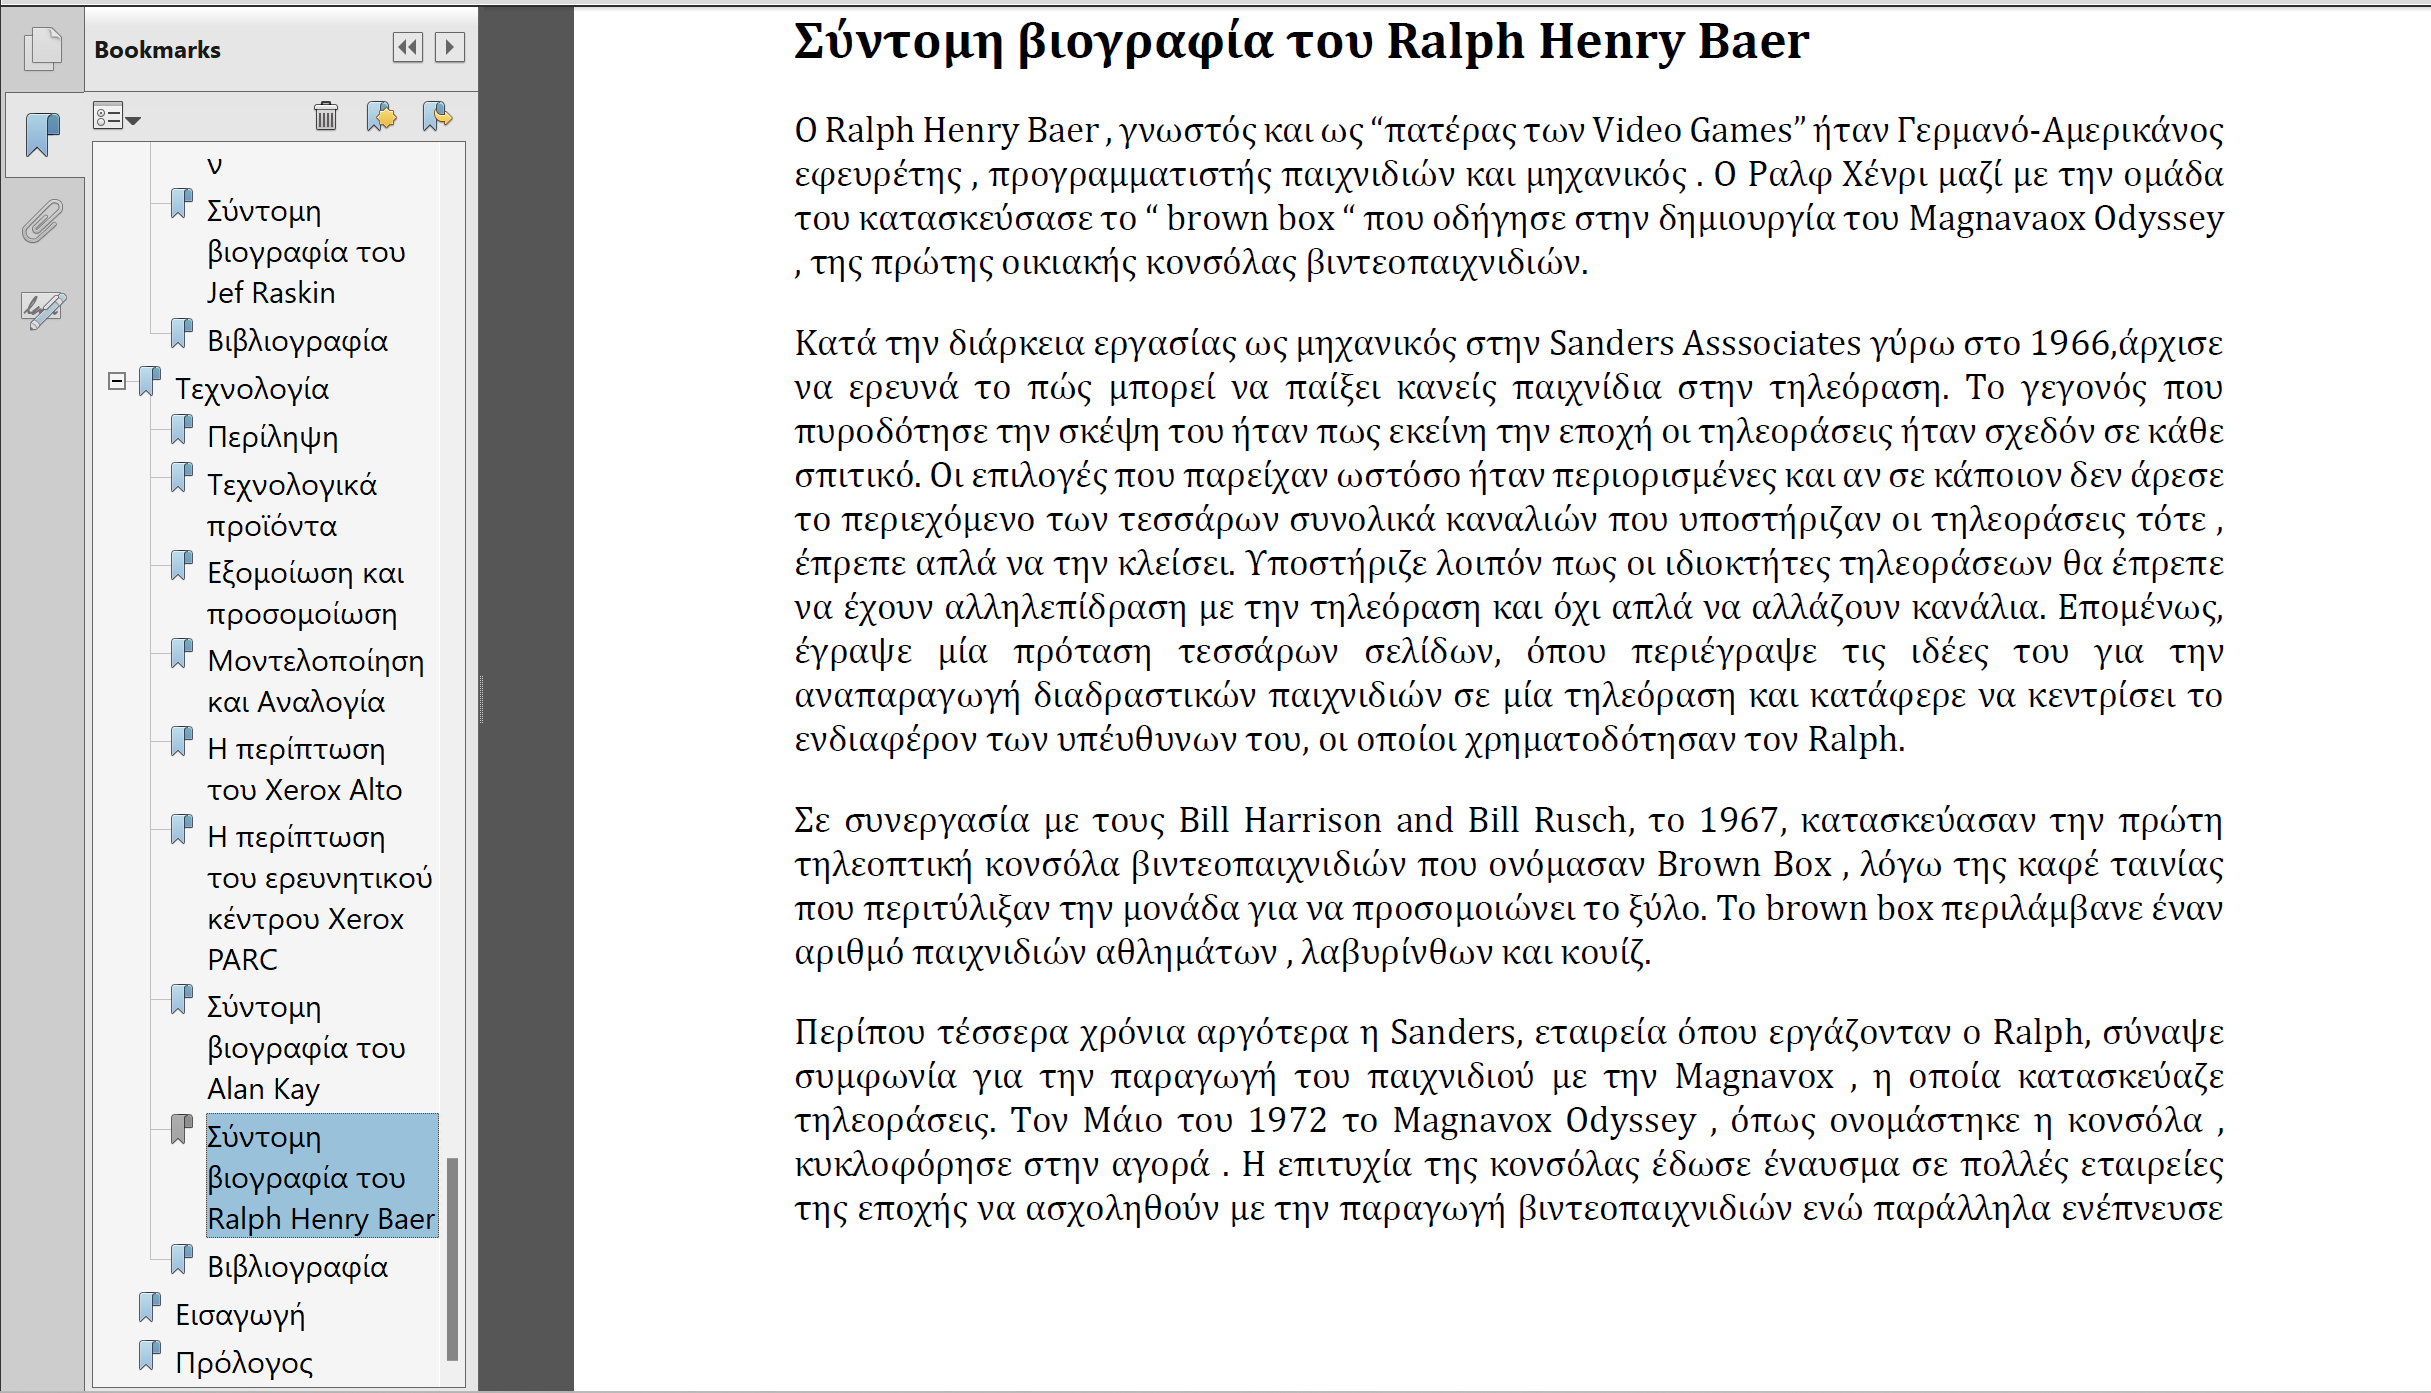 Bookmarks
ν
Σύντομη
βιογραφία του
Jef Raskin
Βιβλιογραφία
Τεχνολογία
Περίληψη
Τεχνολογικά
προϊόντα
Εξομοίωση και
προσομοίωση
Μοντελοποίηση
και Αναλογία
Η περίπτωση
του Xerox Alto
Η περίπτωση
του ερευνητικού
κέντρου Xerox
PARC
Σύντομη
βιογραφία του
Alan Kay
Σύντομη
βιογραφία του
Ralph Henry Baer
Βιβλιογραφία
Εισαγωγή
Πρόλογος
Σύντομη βιογραφία του Ralph Henry Baer
Ο Ralph Henry Baer , γνωστός και ως “πατέρας των Video Games” ήταν Γερμανό-Αμερικάνος
εφευρέτης , προγραμματιστής παιχνιδιών και μηχανικός . Ο Ραλφ Χένρι μαζί με την ομάδα
του κατασκεύσασε το “ brown box “ που οδήγησε στην δημιουργία του Magnavaox Odyssey
, της πρώτης οικιακής κονσόλας βιντεοπαιχνιδιών.
Κατά την διάρκεια εργασίας ως μηχανικός στην Sanders Asssociates γύρω στο 1966,άρχισε
να ερευνά το πώς μπορεί να παίξει κανείς παιχνίδια στην τηλεόραση. Το γεγονός που
πυροδότησε την σκέψη του ήταν πως εκείνη την εποχή οι τηλεοράσεις ήταν σχεδόν σε κάθε
σπιτικό. Οι επιλογές που παρείχαν ωστόσο ήταν περιορισμένες και αν σε κάποιον δεν άρεσε
το περιεχόμενο των τεσσάρων συνολικά καναλιών που υποστήριζαν οι τηλεοράσεις τότε ,
έπρεπε απλά να την κλείσει. Υποστήριζε λοιπόν πως οι ιδιοκτήτες τηλεοράσεων θα έπρεπε
να έχουν αλληλεπίδραση με την τηλεόραση και όχι απλά να αλλάζουν κανάλια. Επομένως,
έγραψε μία πρόταση τεσσάρων σελίδων, όπου περιέγραψε τις ιδέες του για την
αναπαραγωγή διαδραστικών παιχνιδιών σε μία τηλεόραση και κατάφερε να κεντρίσει το
ενδιαφέρον των υπέυθυνων του, οι οποίοι χρηματοδότησαν τον Ralph.
Σε συνεργασία με τους Bill Harrison and Bill Rusch, το 1967, κατασκεύασαν την πρώτη
τηλεοπτική κονσόλα βιντεοπαιχνιδιών που ονόμασαν Brown Box , λόγω της καφέ ταινίας
που περιτύλιξαν την μονάδα για να προσομοιώνει το ξύλο. Το brown box περιλάμβανε έναν
αριθμό παιχνιδιών αθλημάτων , λαβυρίνθων και κουίζ.
Περίπου τέσσερα χρόνια αργότερα η Sanders, εταιρεία όπου εργάζονταν ο Ralph, σύναψε
συμφωνία για την παραγωγή του παιχνιδιού με την Magnavox , η οποία κατασκεύαζε
τηλεοράσεις. Τον Μάιο του 1972 το Magnavox Odyssey , όπως ονομάστηκε η κονσόλα ,
κυκλοφόρησε στην αγορά . Η επιτυχία της κονσόλας έδωσε έναυσμα σε πολλές εταιρείες
της εποχής να ασχοληθούν με την παραγωγή βιντεοπαιχνιδιών ενώ παράλληλα ενέπνευσε